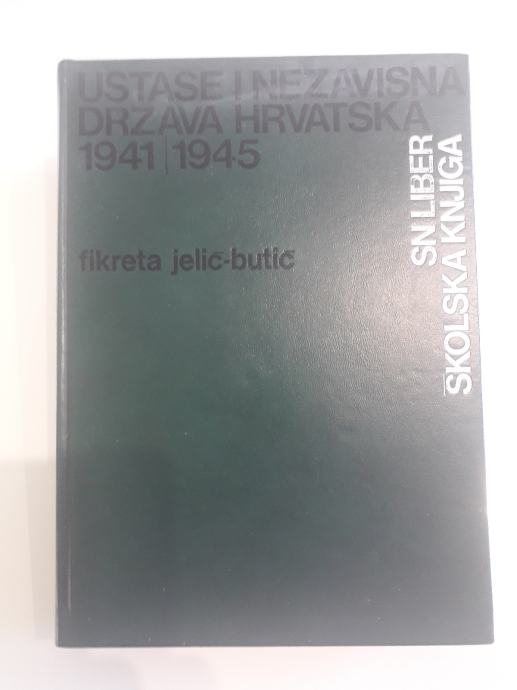 USTAŠE I NEZAVISNA
DRŽAVA HRVATSKA
1941 | 1945
fikreta jelić-butić
SN LIBER
ŠKOLSKA KNJIGA